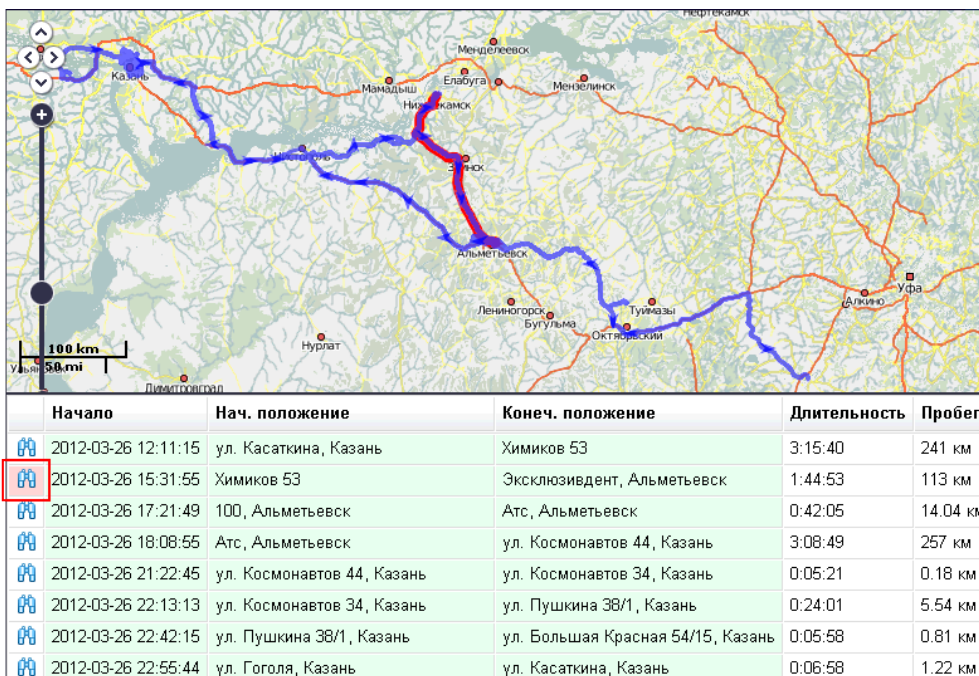 Нефтекамск
Менделеевск
Елабуга
Казань
Мамадыш
Мензелинск
Нижнекамск
Чистополь
Заинск
Альметьевск
Уфа
Лениногорск
Туймазы
Алкино
Бугульма
Октябрьский
Нурлат
100 km
50 mi
Димитровград
Начало Нач. положение Конеч. положение Длительность Пробег
2012-03-26 12:11:15 ул. Касаткина, Казань Химиков 53 3:15:40 241 км
2012-03-26 15:31:55 Химиков 53 Эксклюзивдент, Альметьевск 1:44:53 113 км
2012-03-26 17:21:49 100, Альметьевск Атс, Альметьевск 0:42:05 14.04 км
2012-03-26 18:08:55 Атс, Альметьевск ул. Космонавтов 44, Казань 3:08:49 257 км
2012-03-26 21:22:45 ул. Космонавтов 44, Казань ул. Космонавтов 34, Казань 0:05:21 0.18 км
2012-03-26 22:13:13 ул. Космонавтов 34, Казань ул. Пушкина 38/1, Казань 0:24:01 5.54 км
2012-03-26 22:42:15 ул. Пушкина 38/1, Казань ул. Большая Красная 54/15, Казань 0:05:58 0.81 км
2012-03-26 22:55:44 ул. Гоголя, Казань ул. Касаткина, Казань 0:06:58 1.22 км